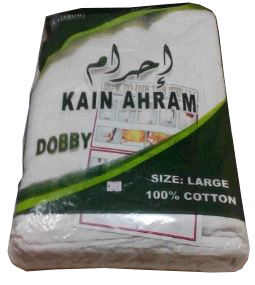 إحرام
KAIN AHRAM
DOBBY
SIZE: LARGE
100% COTTON